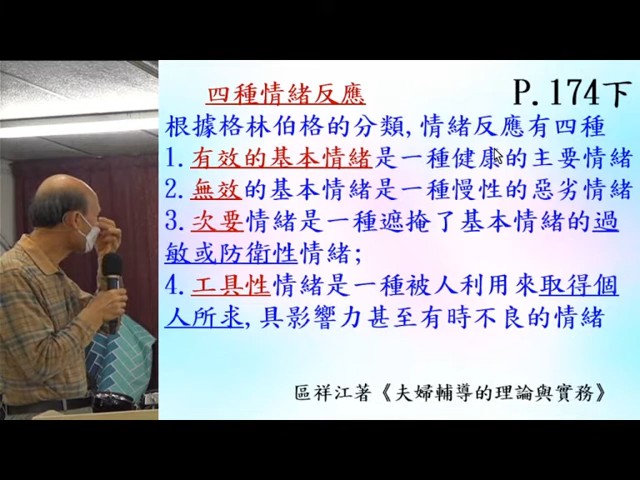 四種情緒反應
P.174下
根據格林伯格的分類,情緒反應有四種
1.有效的基本情緒是一種健康的主要情緒
2.無效的基本情緒是一種慢性的惡劣情緒
3.次要情緒是一種遮掩了基本情緒的過
敏或防衛性情緒;
4.工具性情緒是一種被人利用來取得個
人所求,具影響力甚至有時不良的情緒
區祥江著《夫婦輔導的理論與實務》